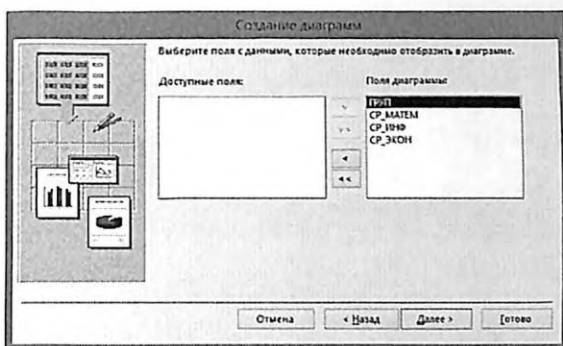 Создание диаграмм
Выберите поля с данными, которые необходимо отобразить в диаграмме.
Доступные поля:
Поля диаграммы:
ГРУП
СР_МАТЕМ
СР_ИНФ
СР_ЭКОН
>
>>
<
<<
Отмена
< Назад
Далее >
Готово